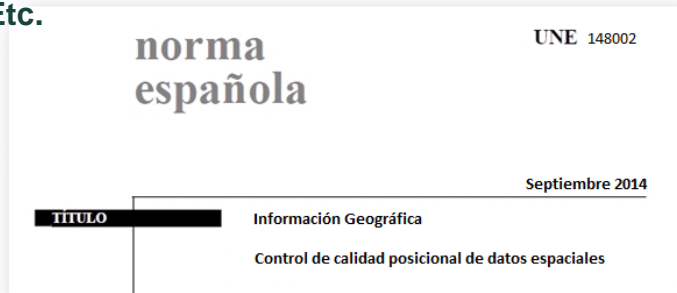 Etc.
norma
española
UNE 148002
Septiembre 2014
TÍTULO
Información Geográfica
Control de calidad posicional de datos espaciales